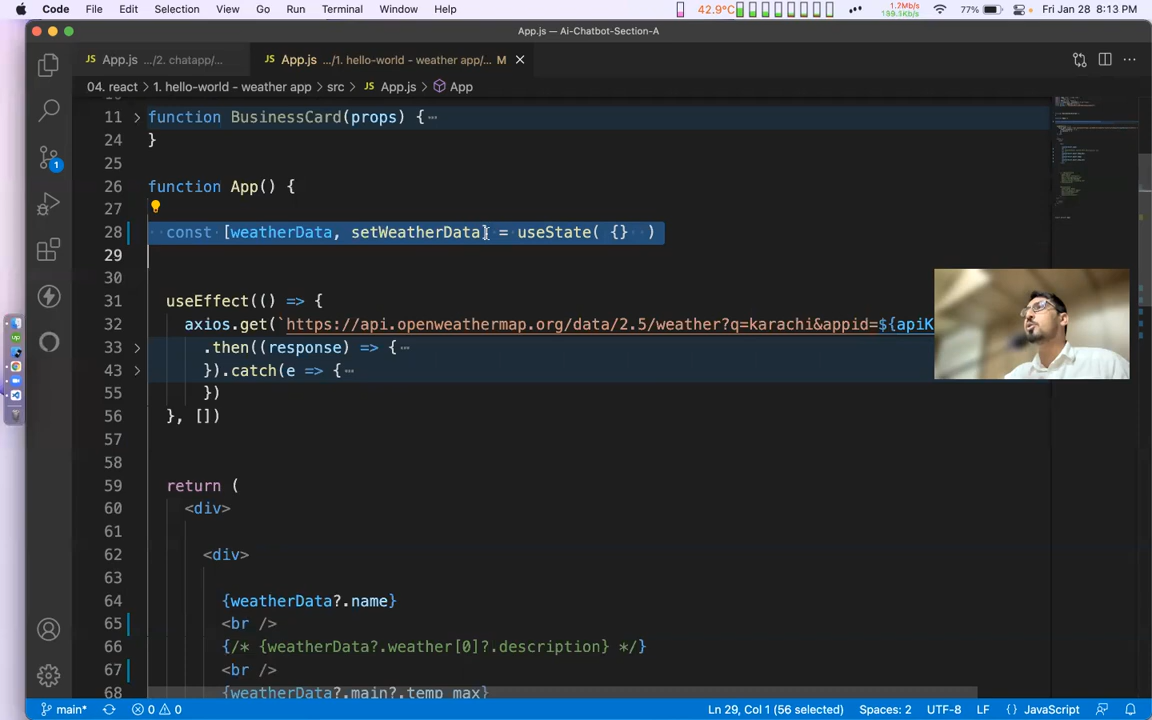 Code File Edit Selection View Go Run Terminal Window Help 42.9°C 1.2Mb/s 77% Fri Jan 28 8:13 PM
App.js — Ai-Chatbot-Section-A
JS App.js .../2. chatapp/... JS App.js .../1. hello-world - weather app/... M
04. react > 1. hello-world - weather app > src > JS App.js > App
11 function BusinessCard(props) {⋯
24 }
25
26 function App() {
27
28 ··const [weatherData, setWeatherData] = useState( {} )
29
30
31 useEffect(() => {
32 axios.get(`https://api.openweathermap.org/data/2.5/weather?q=karachi&appid=${apiK
33 .then((response) => {⋯
43 }).catch(e => {⋯
55 })
56 }, [])
57
58
59 return (
60 <div>
61
62 <div>
63
64 {weatherData?.name}
65 <br />
66 {/* {weatherData?.weather[0]?.description} */}
67 <br />
68 {weatherData?.main?.temp_max}
main* 0 0 Ln 29, Col 1 (56 selected) Spaces: 2 UTF-8 LF {} JavaScript